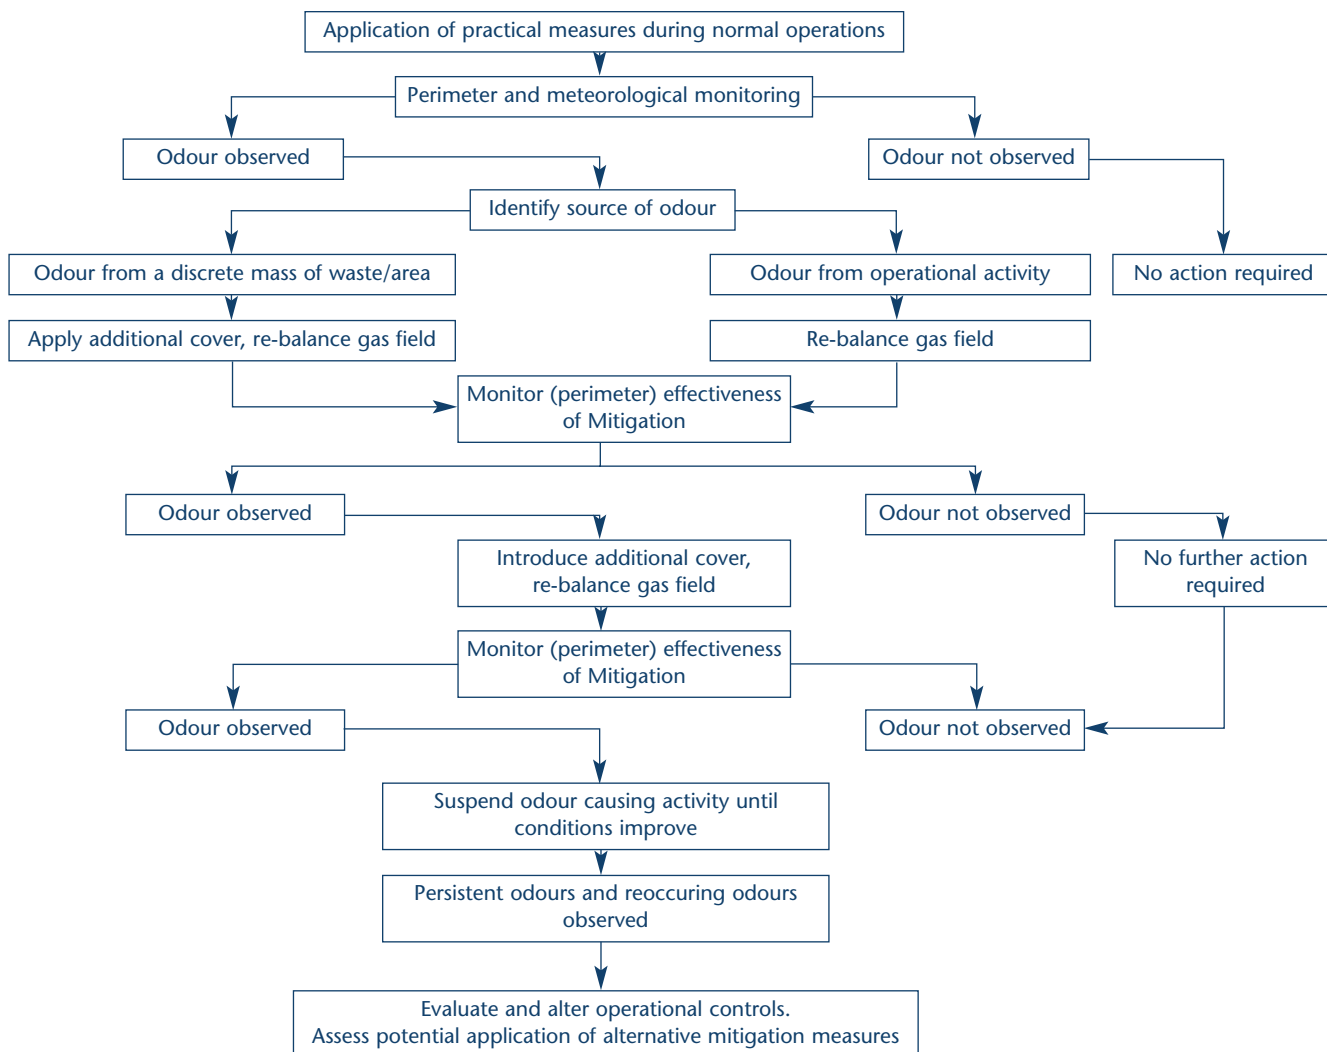 Application of practical measures during normal operations
Perimeter and meteorological monitoring
Odour observed
Odour not observed
Identify source of odour
Odour from a discrete mass of waste/area
Odour from operational activity
No action required
Apply additional cover, re-balance gas field
Re-balance gas field
Monitor (perimeter) effectiveness
of Mitigation
Odour observed
Odour not observed
Introduce additional cover,
re-balance gas field
No further action
required
Monitor (perimeter) effectiveness
of Mitigation
Odour observed
Odour not observed
Suspend odour causing activity until
conditions improve
Persistent odours and reoccuring odours
observed
Evaluate and alter operational controls.
Assess potential application of alternative mitigation measures